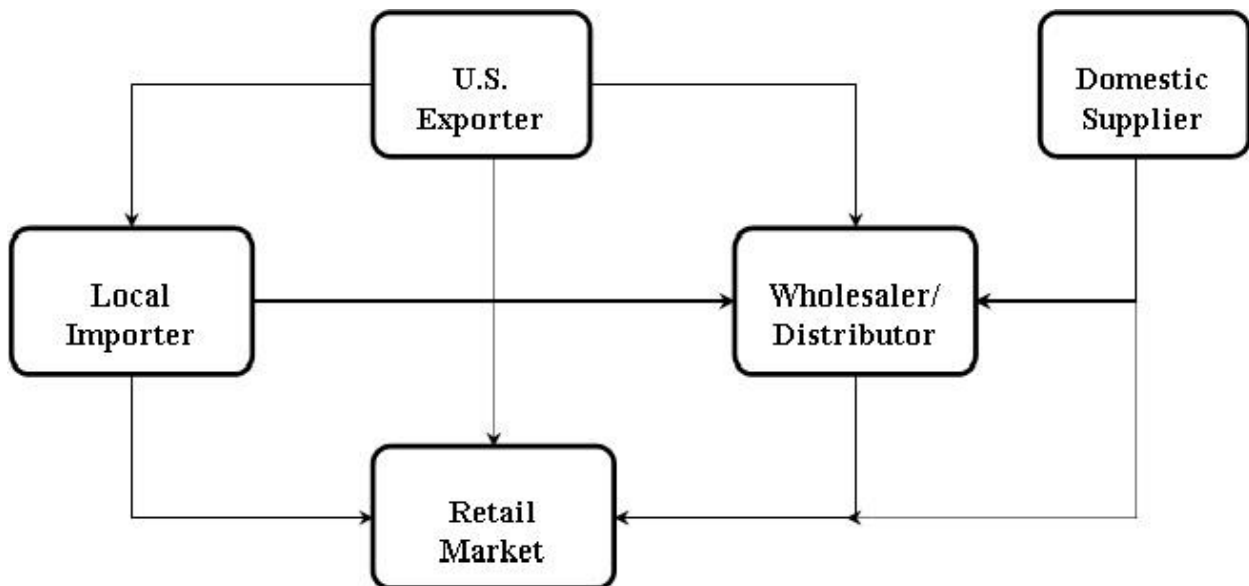 U.S.
Exporter
Domestic
Supplier
Local
Importer
Wholesaler/
Distributor
Retail
Market